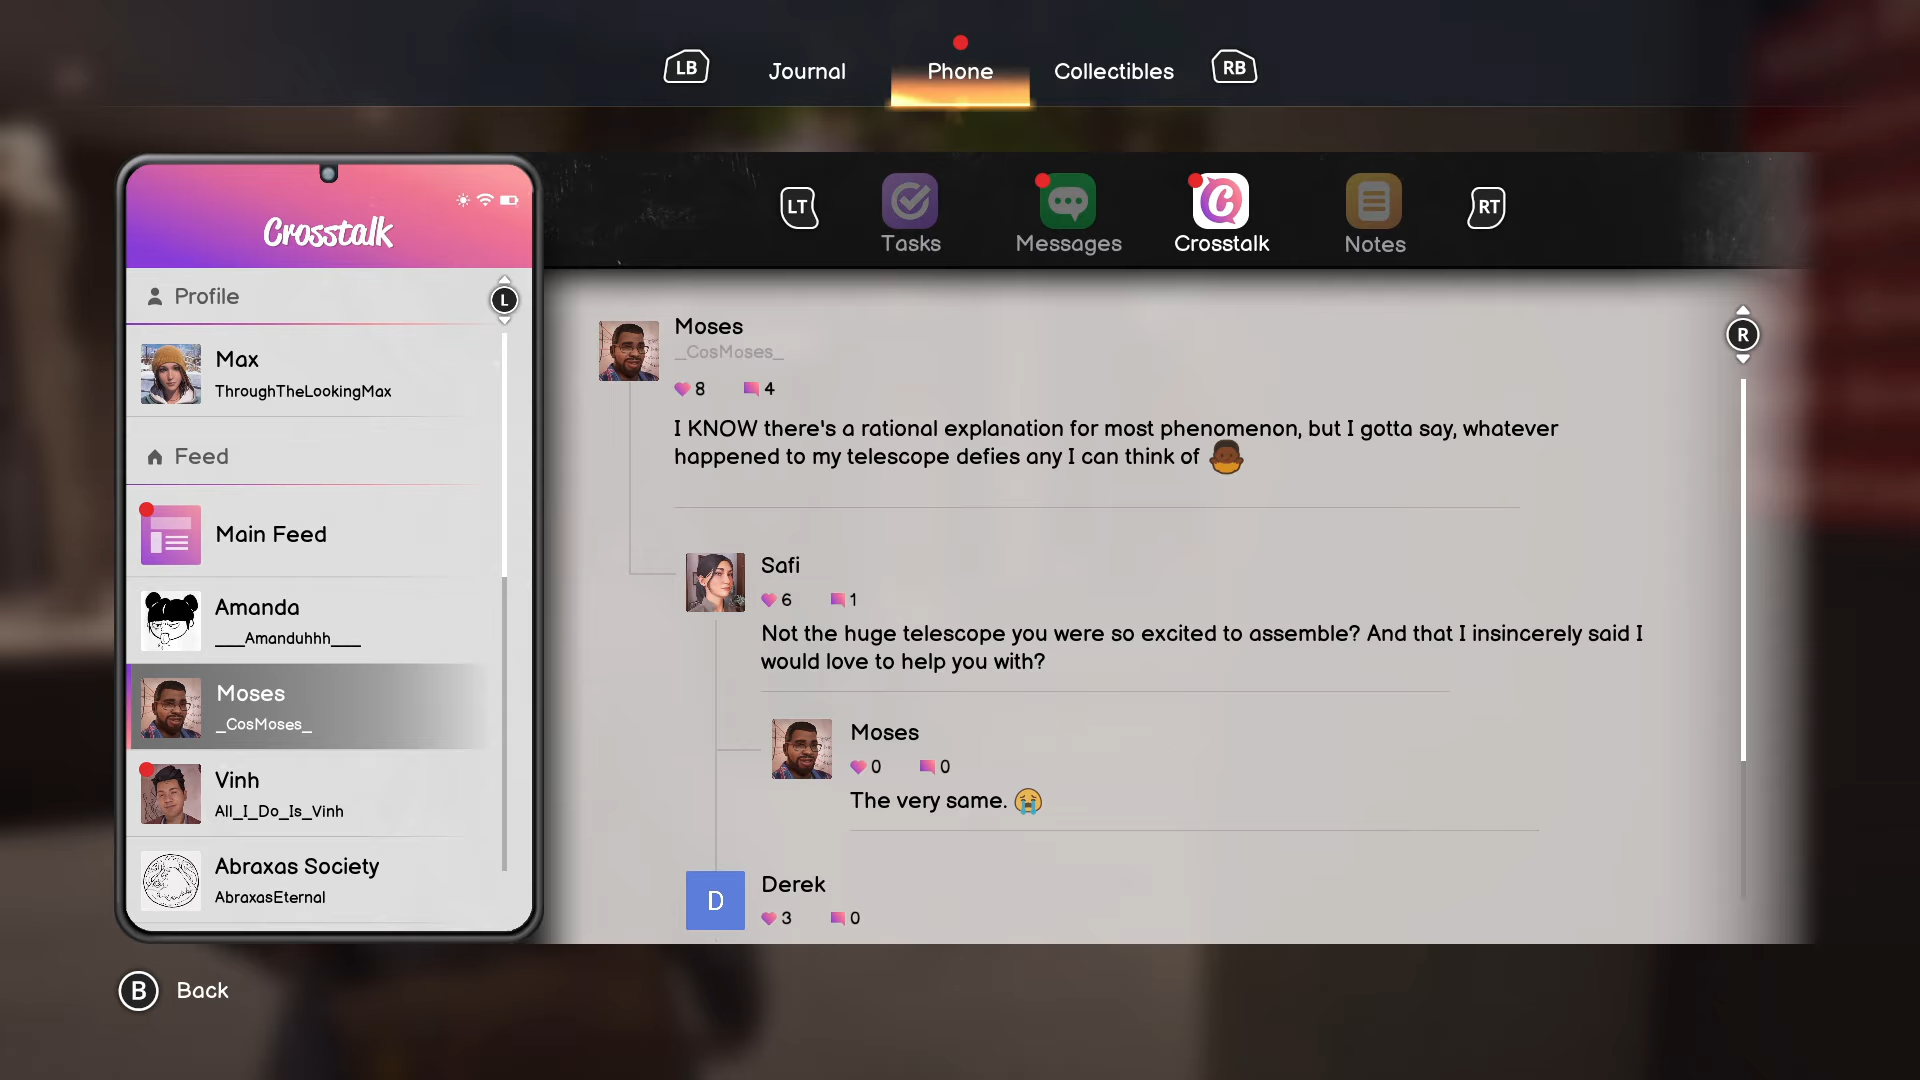 LB
Journal
Phone
Collectibles
RB
Crosstalk
LT
Tasks
Messages
C
Crosstalk
Notes
RT
Profile
L
Max
ThroughTheLookingMax
Feed
Main Feed
Amanda
___Amanduhhh___
Moses
_CosMoses_
Vinh
All_I_Do_Is_Vinh
Abraxas Society
AbraxasEternal
R
Moses
_CosMoses_
8 4
I KNOW there's a rational explanation for most phenomenon, but I gotta say, whatever
happened to my telescope defies any I can think of
Safi
6 1
Not the huge telescope you were so excited to assemble? And that I insincerely said I
would love to help you with?
Moses
0 0
The very same. 😭
D
Derek
3 0
B Back